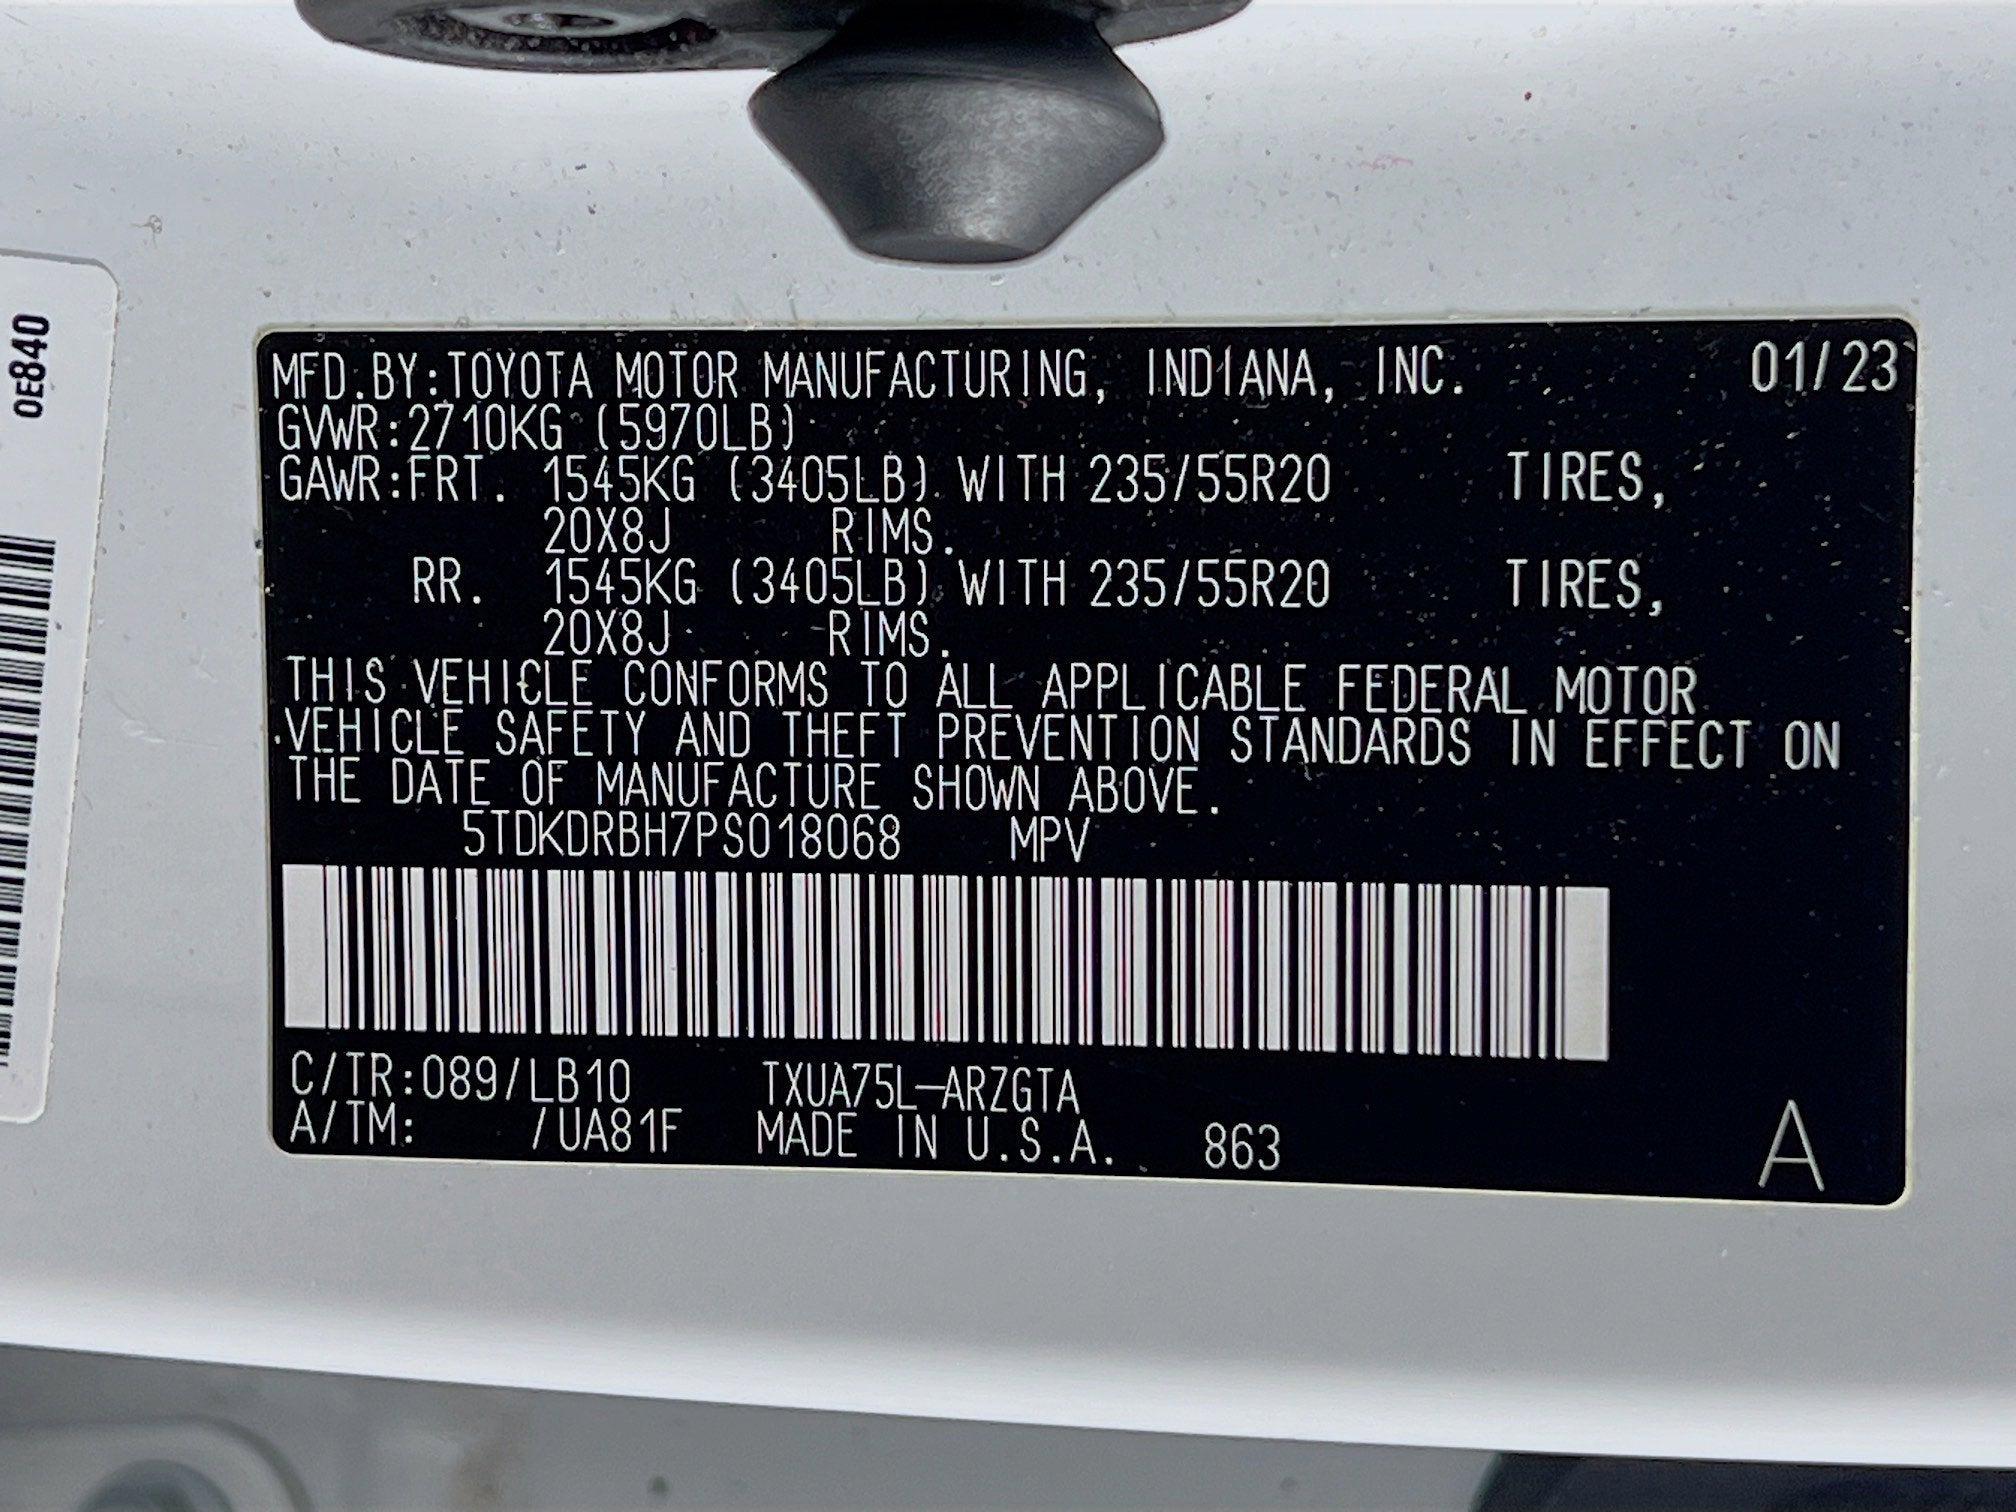 0E840
MFD.BY:TOYOTA MOTOR MANUFACTURING, INDIANA, INC. 01/23
GVWR:2710KG (5970LB)
GAWR:FRT. 1545KG (3405LB) WITH 235/55R20 TIRES,
20X8J RIMS.
RR. 1545KG (3405LB) WITH 235/55R20 TIRES,
20X8J RIMS.
THIS VEHICLE CONFORMS TO ALL APPLICABLE FEDERAL MOTOR
VEHICLE SAFETY AND THEFT PREVENTION STANDARDS IN EFFECT ON
THE DATE OF MANUFACTURE SHOWN ABOVE.
5TDKDRBH7PS018068 MPV
C/TR:089/LB10 TXUA75L-ARZGTA
A/TM: /UA81F MADE IN U.S.A. 863 A